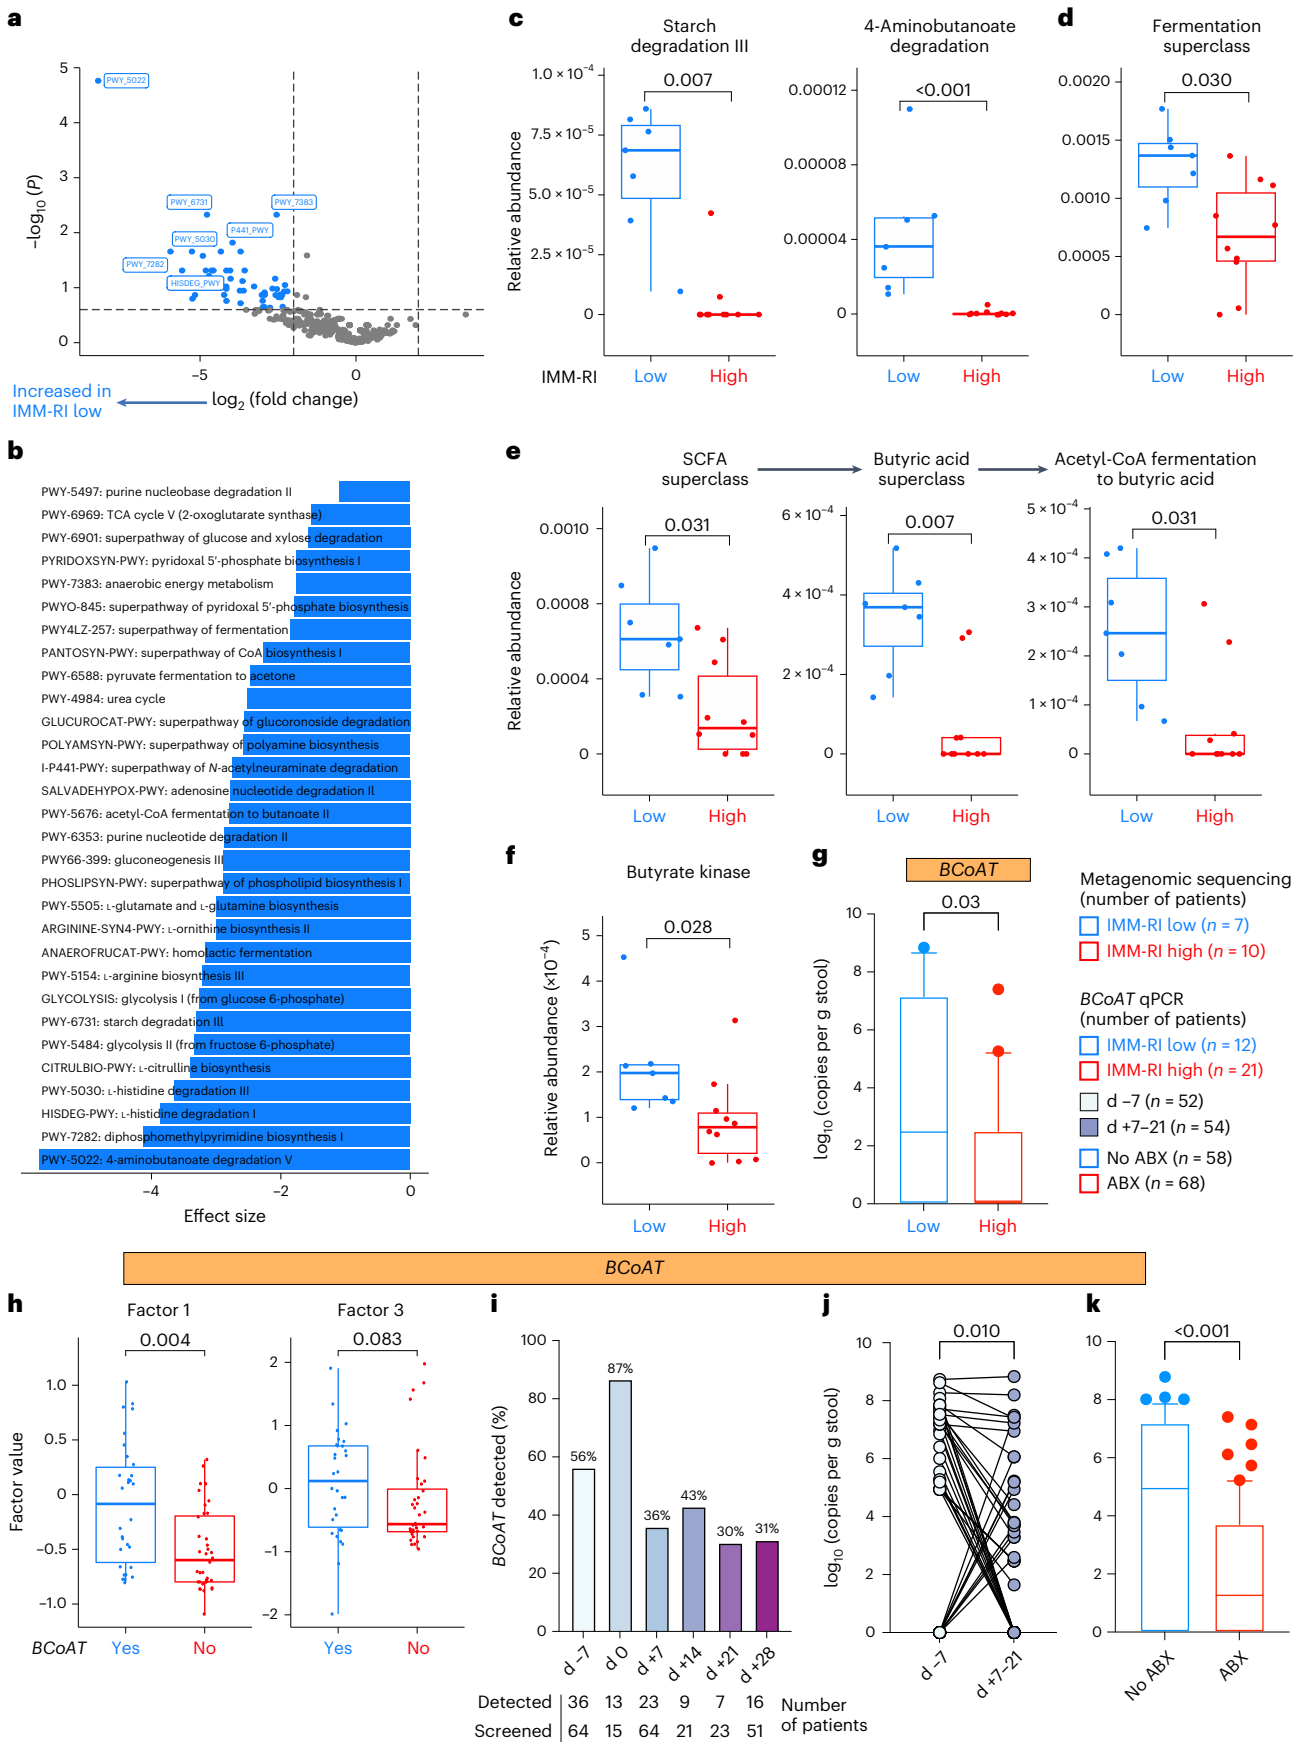 a
5
4
3
2
1
0
−log10 (P)
PWY_5022
PWY_6731
PWY_7383
P441_PWY
PWY_5030
PWY_7282
HISDEG_PWY
−5
0
Increased in
IMM-RI low
log2 (fold change)
b
PWY-5497: purine nucleobase degradation II
PWY-6969: TCA cycle V (2-oxoglutarate synthase)
PWY-6901: superpathway of glucose and xylose degradation
PYRIDOXSYN-PWY: pyridoxal 5'-phosphate biosynthesis I
PWY-7383: anaerobic energy metabolism
PWYO-845: superpathway of pyridoxal 5'-phosphate biosynthesis
PWY4LZ-257: superpathway of fermentation
PANTOSYN-PWY: superpathway of CoA biosynthesis I
PWY-6588: pyruvate fermentation to acetone
PWY-4984: urea cycle
GLUCUROCAT-PWY: superpathway of glucoronoside degradation
POLYAMSYN-PWY: superpathway of polyamine biosynthesis
I-P441-PWY: superpathway of N-acetylneuraminate degradation
SALVADEHYPOX-PWY: adenosine nucleotide degradation II
PWY-5676: acetyl-CoA fermentation to butanoate II
PWY-6353: purine nucleotide degradation II
PWY66-399: gluconeogenesis III
PHOSLIPSYN-PWY: superpathway of phospholipid biosynthesis I
PWY-5505: L-glutamate and L-glutamine biosynthesis
ARGININE-SYN4-PWY: L-ornithine biosynthesis II
ANAEROFRUCAT-PWY: homolactic fermentation
PWY-5154: L-arginine biosynthesis III
GLYCOLYSIS: glycolysis I (from glucose 6-phosphate)
PWY-6731: starch degradation III
PWY-5484: glycolysis II (from fructose 6-phosphate)
CITRULBIO-PWY: L-citrulline biosynthesis
PWY-5030: L-histidine degradation III
HISDEG-PWY: L-histidine degradation I
PWY-7282: diphosphomethylpyrimidine biosynthesis I
PWY-5022: 4-aminobutanoate degradation V
−4
−2
0
Effect size
c
Starch
degradation III
Relative abundance
1.0 × 10−4
7.5 × 10−5
5.0 × 10−5
2.5 × 10−5
0
0.007
IMM-RI
Low
High
4-Aminobutanoate
degradation
0.00012
0.00008
0.00004
0
<0.001
Low
High
d
Fermentation
superclass
0.0020
0.0015
0.0010
0.0005
0
0.030
Low
High
e
SCFA
superclass
Relative abundance
0.0010
0.0008
0.0004
0
0.031
Low
High
Butyric acid
superclass
6 × 10−4
4 × 10−4
2 × 10−4
0
0.007
Low
High
Acetyl-CoA fermentation
to butyric acid
5 × 10−4
4 × 10−4
3 × 10−4
2 × 10−4
1 × 10−4
0
0.031
Low
High
f
Butyrate kinase
Relative abundance (×10−4)
5
4
3
2
1
0
0.028
Low
High
g
BCoAT
log10 (copies per g stool)
10
8
6
4
2
0
0.03
Low
High
Metagenomic sequencing
(number of patients)
IMM-RI low (n = 7)
IMM-RI high (n = 10)
BCoAT qPCR
(number of patients)
IMM-RI low (n = 12)
IMM-RI high (n = 21)
d −7 (n = 52)
d +7–21 (n = 54)
No ABX (n = 58)
ABX (n = 68)
BCoAT
h
Factor 1
Factor value
1.0
0.5
0
−0.5
−1.0
0.004
BCoAT
Yes
No
Factor 3
2
1
0
−1
−2
0.083
Yes
No
i
BCoAT detected (%)
100
80
60
40
20
0
56%
87%
36%
43%
30%
31%
d −7
d 0
d +7
d +14
d +21
d +28
Detected 36 13 23 9 7 16
Screened 64 15 64 21 23 51
Number
of patients
j
log10 (copies per g stool)
10
8
6
4
2
0
0.010
d −7
d +7–21
k
10
8
6
4
2
0
<0.001
No ABX
ABX